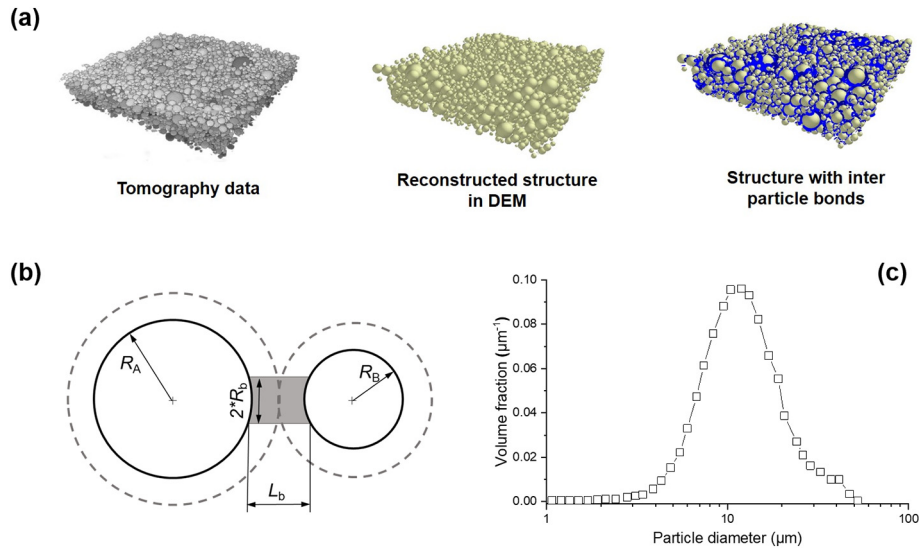 (a)
Tomography data
Reconstructed structure
in DEM
Structure with inter
particle bonds
(b)
R_A
2*R_b
R_B
L_b
(c)
Volume fraction (µm⁻¹)
0.10
0.08
0.06
0.04
0.02
0.00
1
10
100
Particle diameter (µm)